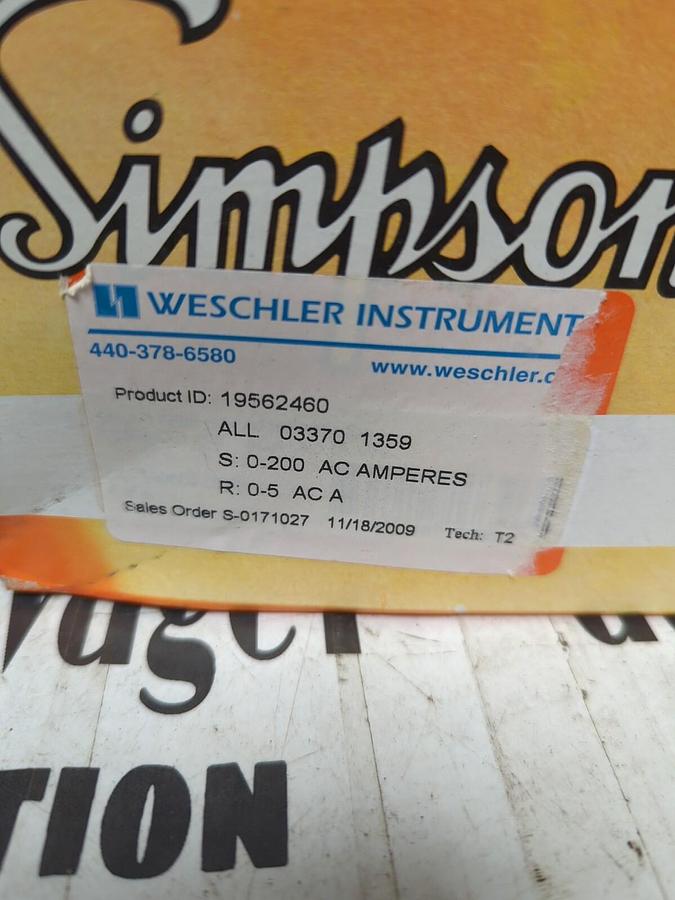 Simpson
WESCHLER INSTRUMENT
440-378-6580
www.weschler.c
Product ID: 19562460
ALL 03370 1359
S: 0-200 AC AMPERES
R: 0-5 AC A
Sales Order S-0171027 11/18/2009 Tech: T2
TION